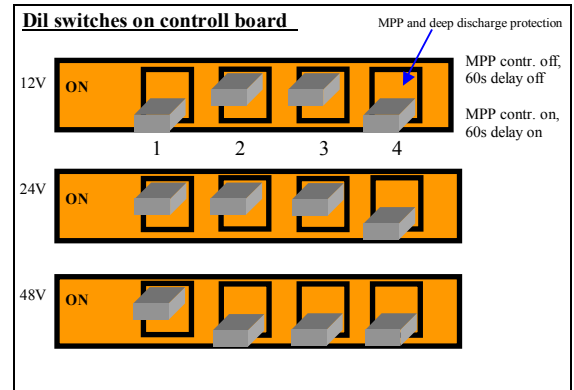 Dil switches on controll board
MPP and deep discharge protection
MPP contr. off,
60s delay off
12V
ON
MPP contr. on,
60s delay on
1 2 3 4
24V
ON
48V
ON